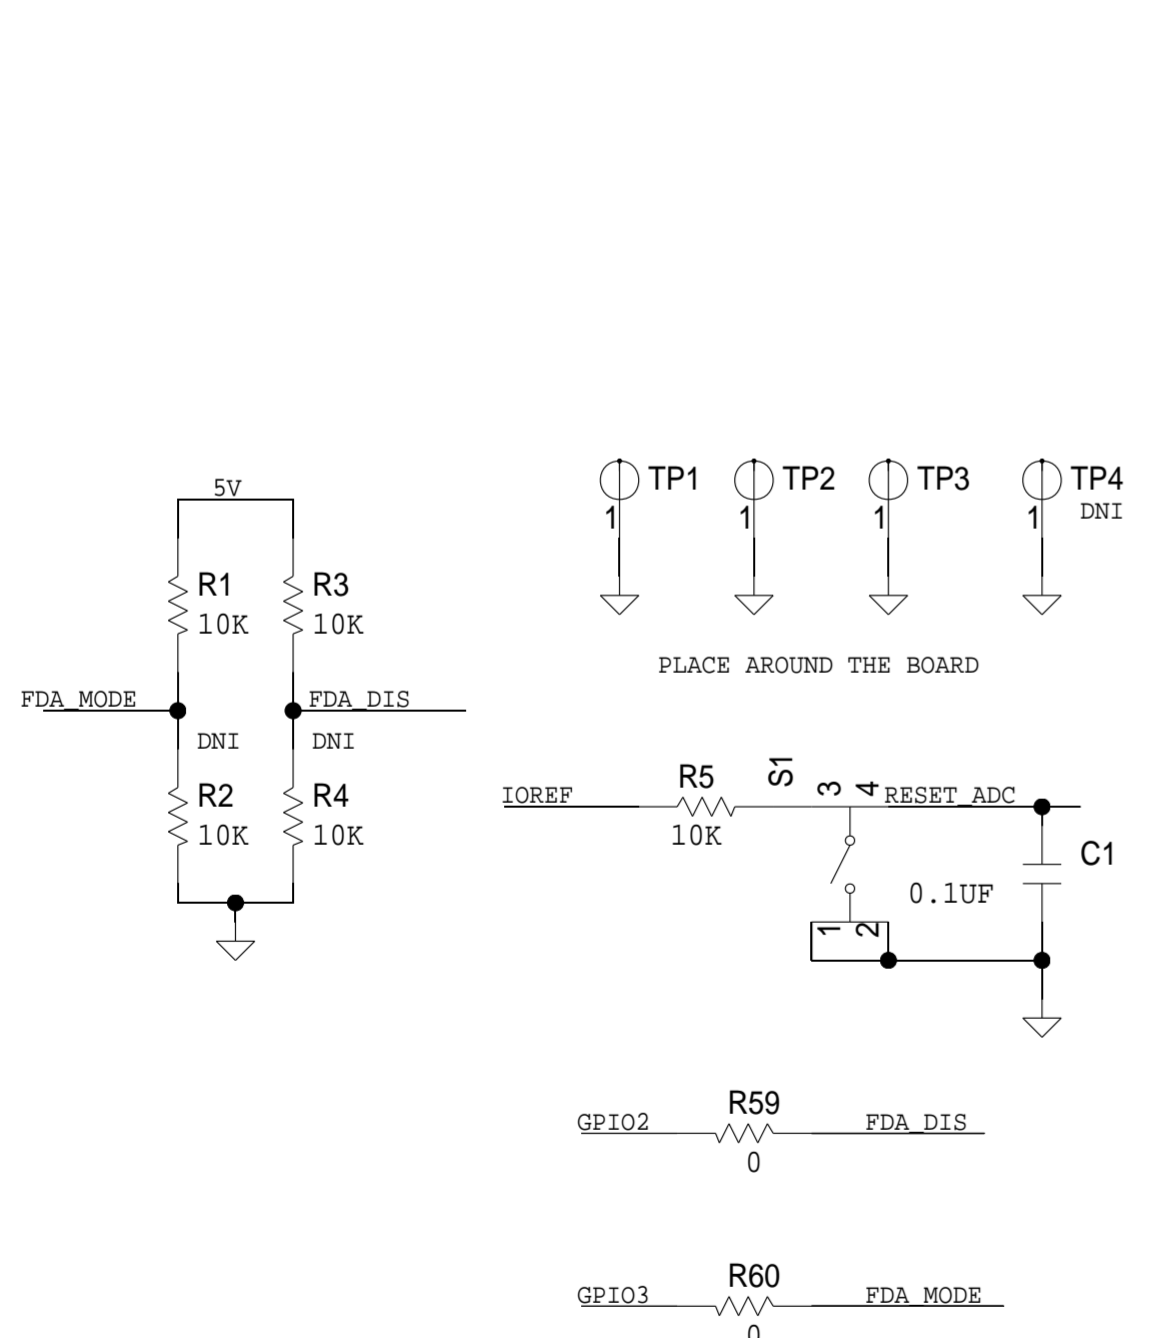 TP1
TP2
TP3
TP4
1
1
1
1
DNI
5V
R1
10K
R3
10K
PLACE AROUND THE BOARD
FDA_MODE
FDA_DIS
DNI
DNI
R2
10K
R4
10K
IOREF
R5
10K
S1
3
4
RESET_ADC
C1
0.1UF
1
2
GPIO2
R59
FDA_DIS
0
GPIO3
R60
FDA_MODE
0